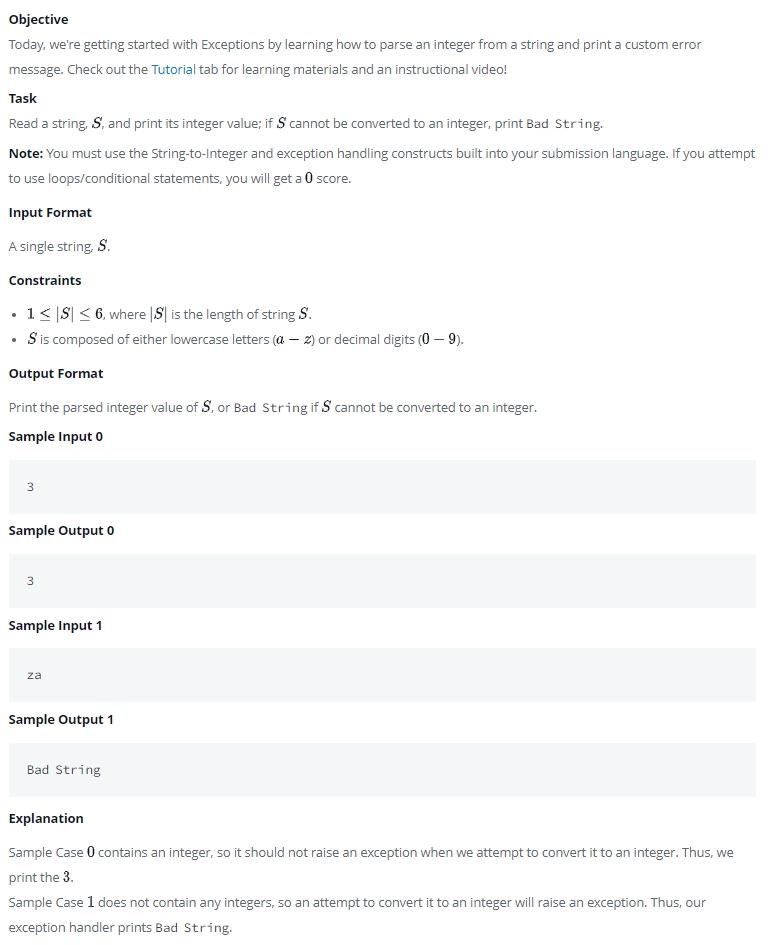 Objective
Today, we're getting started with Exceptions by learning how to parse an integer from a string and print a custom error
message. Check out the Tutorial tab for learning materials and an instructional video!
Task
Read a string, S, and print its integer value; if S cannot be converted to an integer, print Bad String.
Note: You must use the String-to-Integer and exception handling constructs built into your submission language. If you attempt
to use loops/conditional statements, you will get a 0 score.
Input Format
A single string, S.
Constraints
• 1 ≤ |S| ≤ 6, where |S| is the length of string S.
• S is composed of either lowercase letters (a − z) or decimal digits (0 − 9).
Output Format
Print the parsed integer value of S, or Bad String if S cannot be converted to an integer.
Sample Input 0
3
Sample Output 0
3
Sample Input 1
za
Sample Output 1
Bad String
Explanation
Sample Case 0 contains an integer, so it should not raise an exception when we attempt to convert it to an integer. Thus, we
print the 3.
Sample Case 1 does not contain any integers, so an attempt to convert it to an integer will raise an exception. Thus, our
exception handler prints Bad String.